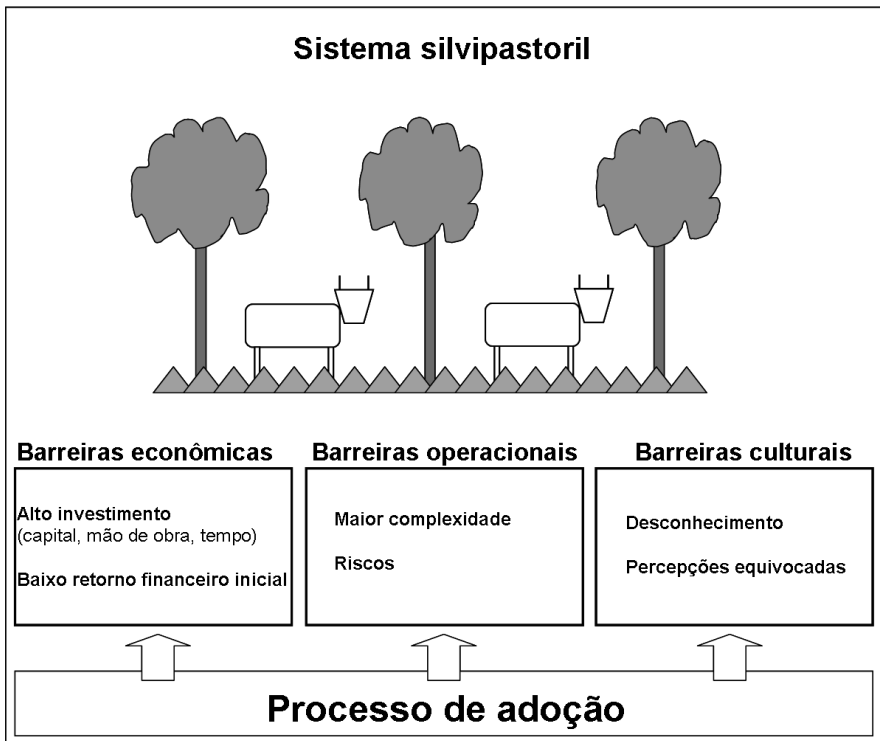 Sistema silvipastoril
Barreiras econômicas
Alto investimento
(capital, mão de obra, tempo)
Baixo retorno financeiro inicial
Barreiras operacionais
Maior complexidade
Riscos
Barreiras culturais
Desconhecimento
Percepções equivocadas
Processo de adoção